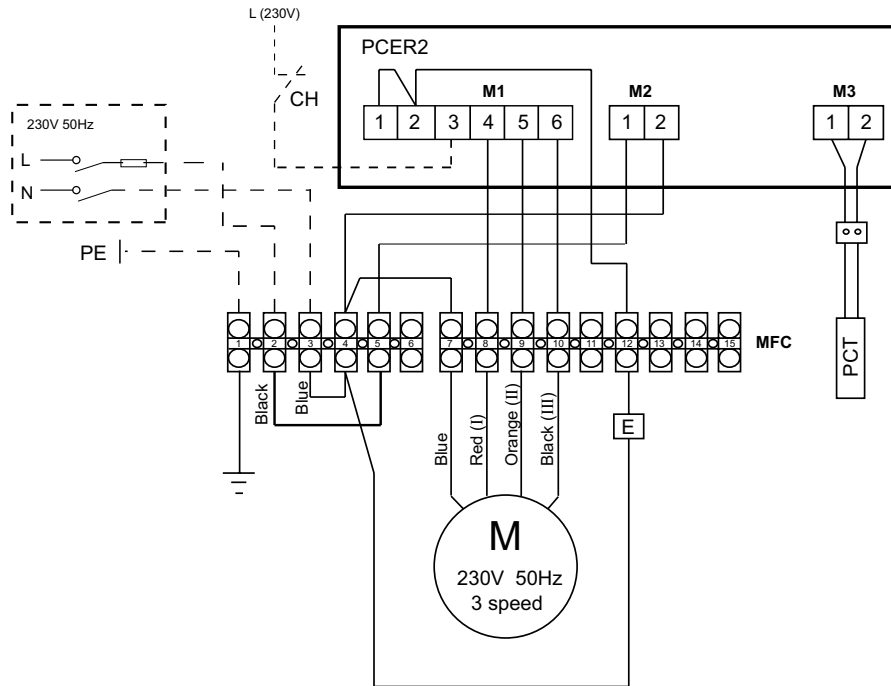 L (230V)
PCER2
CH
M1
M2
M3
1 2 3 4 5 6
1 2
1 2
230V 50Hz
L
N
PE
1 2 3 4 5 6 7 8 9 10 11 12 13 14 15
MFC
PCT
Black
Blue
Blue
Red (I)
Orange (II)
Black (III)
E
M
230V 50Hz
3 speed